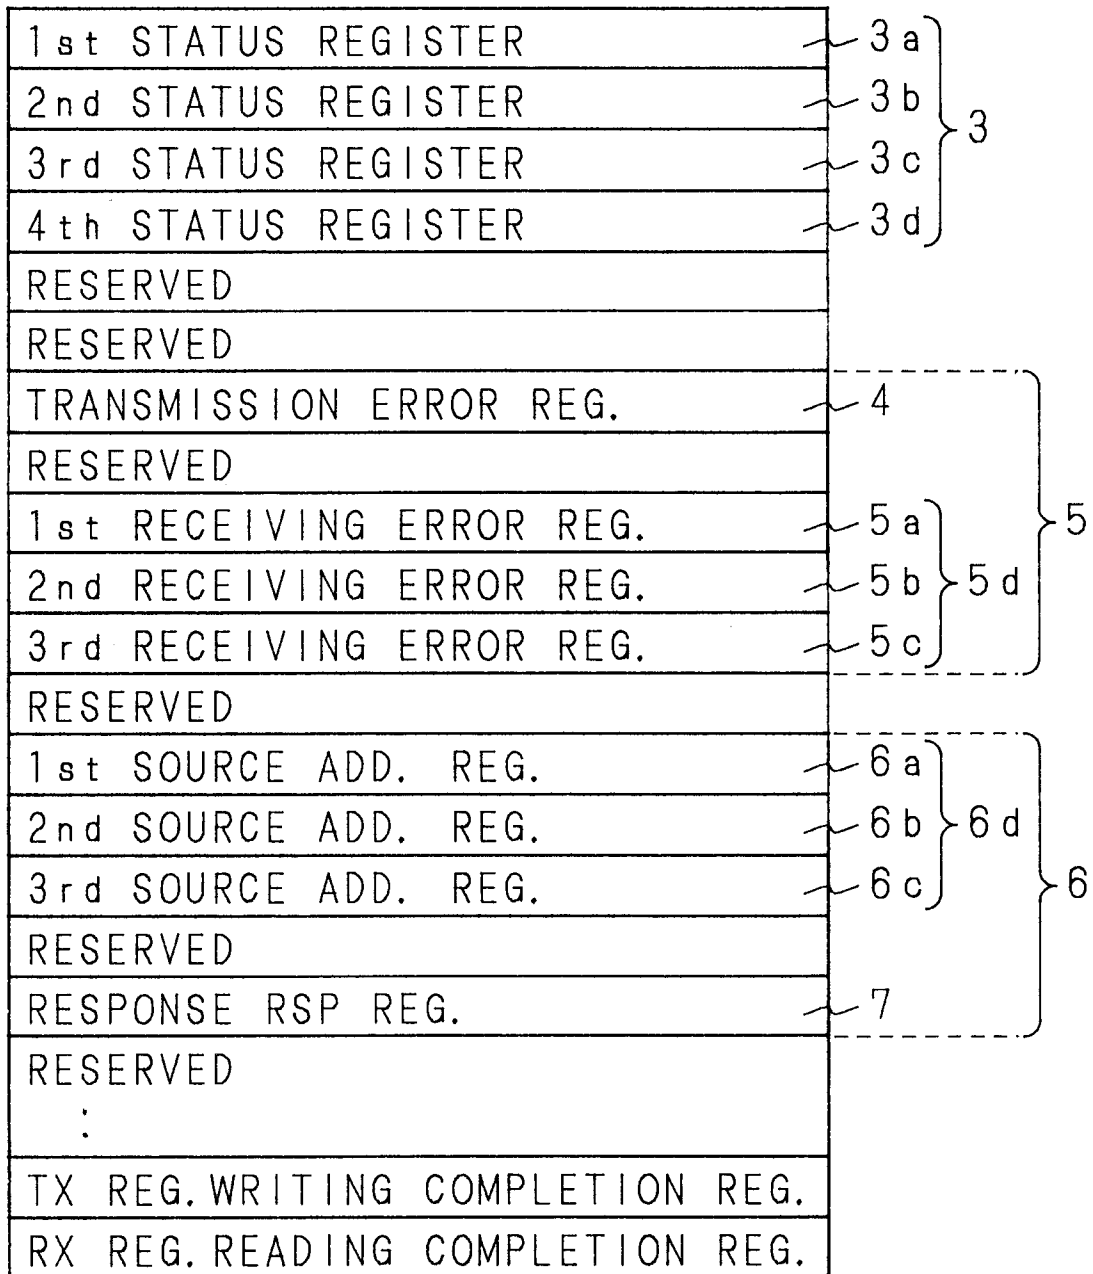 1st STATUS REGISTER 3a
2nd STATUS REGISTER 3b
3
3rd STATUS REGISTER 3c
4th STATUS REGISTER 3d
RESERVED
RESERVED
TRANSMISSION ERROR REG. 4
RESERVED
1st RECEIVING ERROR REG. 5a
5
2nd RECEIVING ERROR REG. 5b 5d
3rd RECEIVING ERROR REG. 5c
RESERVED
1st SOURCE ADD. REG. 6a
2nd SOURCE ADD. REG. 6b 6d
3rd SOURCE ADD. REG. 6c
6
RESERVED
RESPONSE RSP REG. 7
RESERVED
:
TX REG. WRITING COMPLETION REG.
RX REG. READING COMPLETION REG.